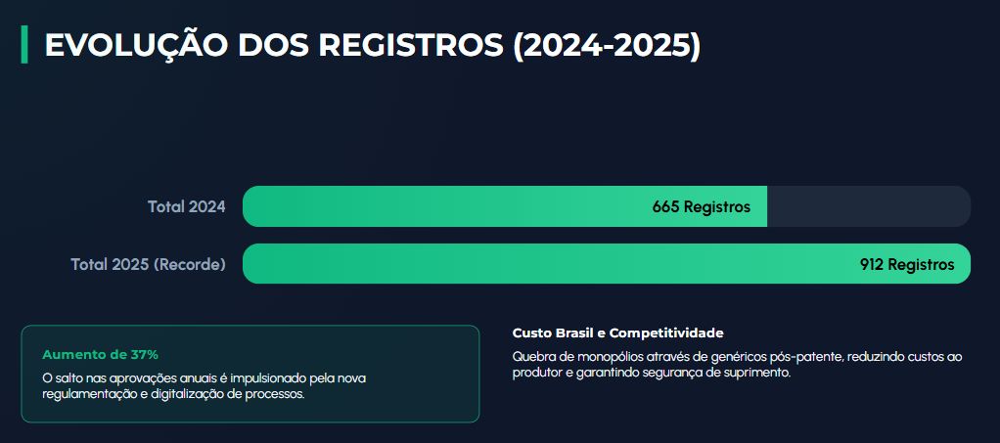 EVOLUÇÃO DOS REGISTROS (2024-2025)
Total 2024
665 Registros
Total 2025 (Recorde)
912 Registros
Aumento de 37%
O salto nas aprovações anuais é impulsionado pela nova
regulamentação e digitalização de processos.
Custo Brasil e Competitividade
Quebra de monopólios através de genéricos pós-patente, reduzindo custos ao
produtor e garantindo segurança de suprimento.